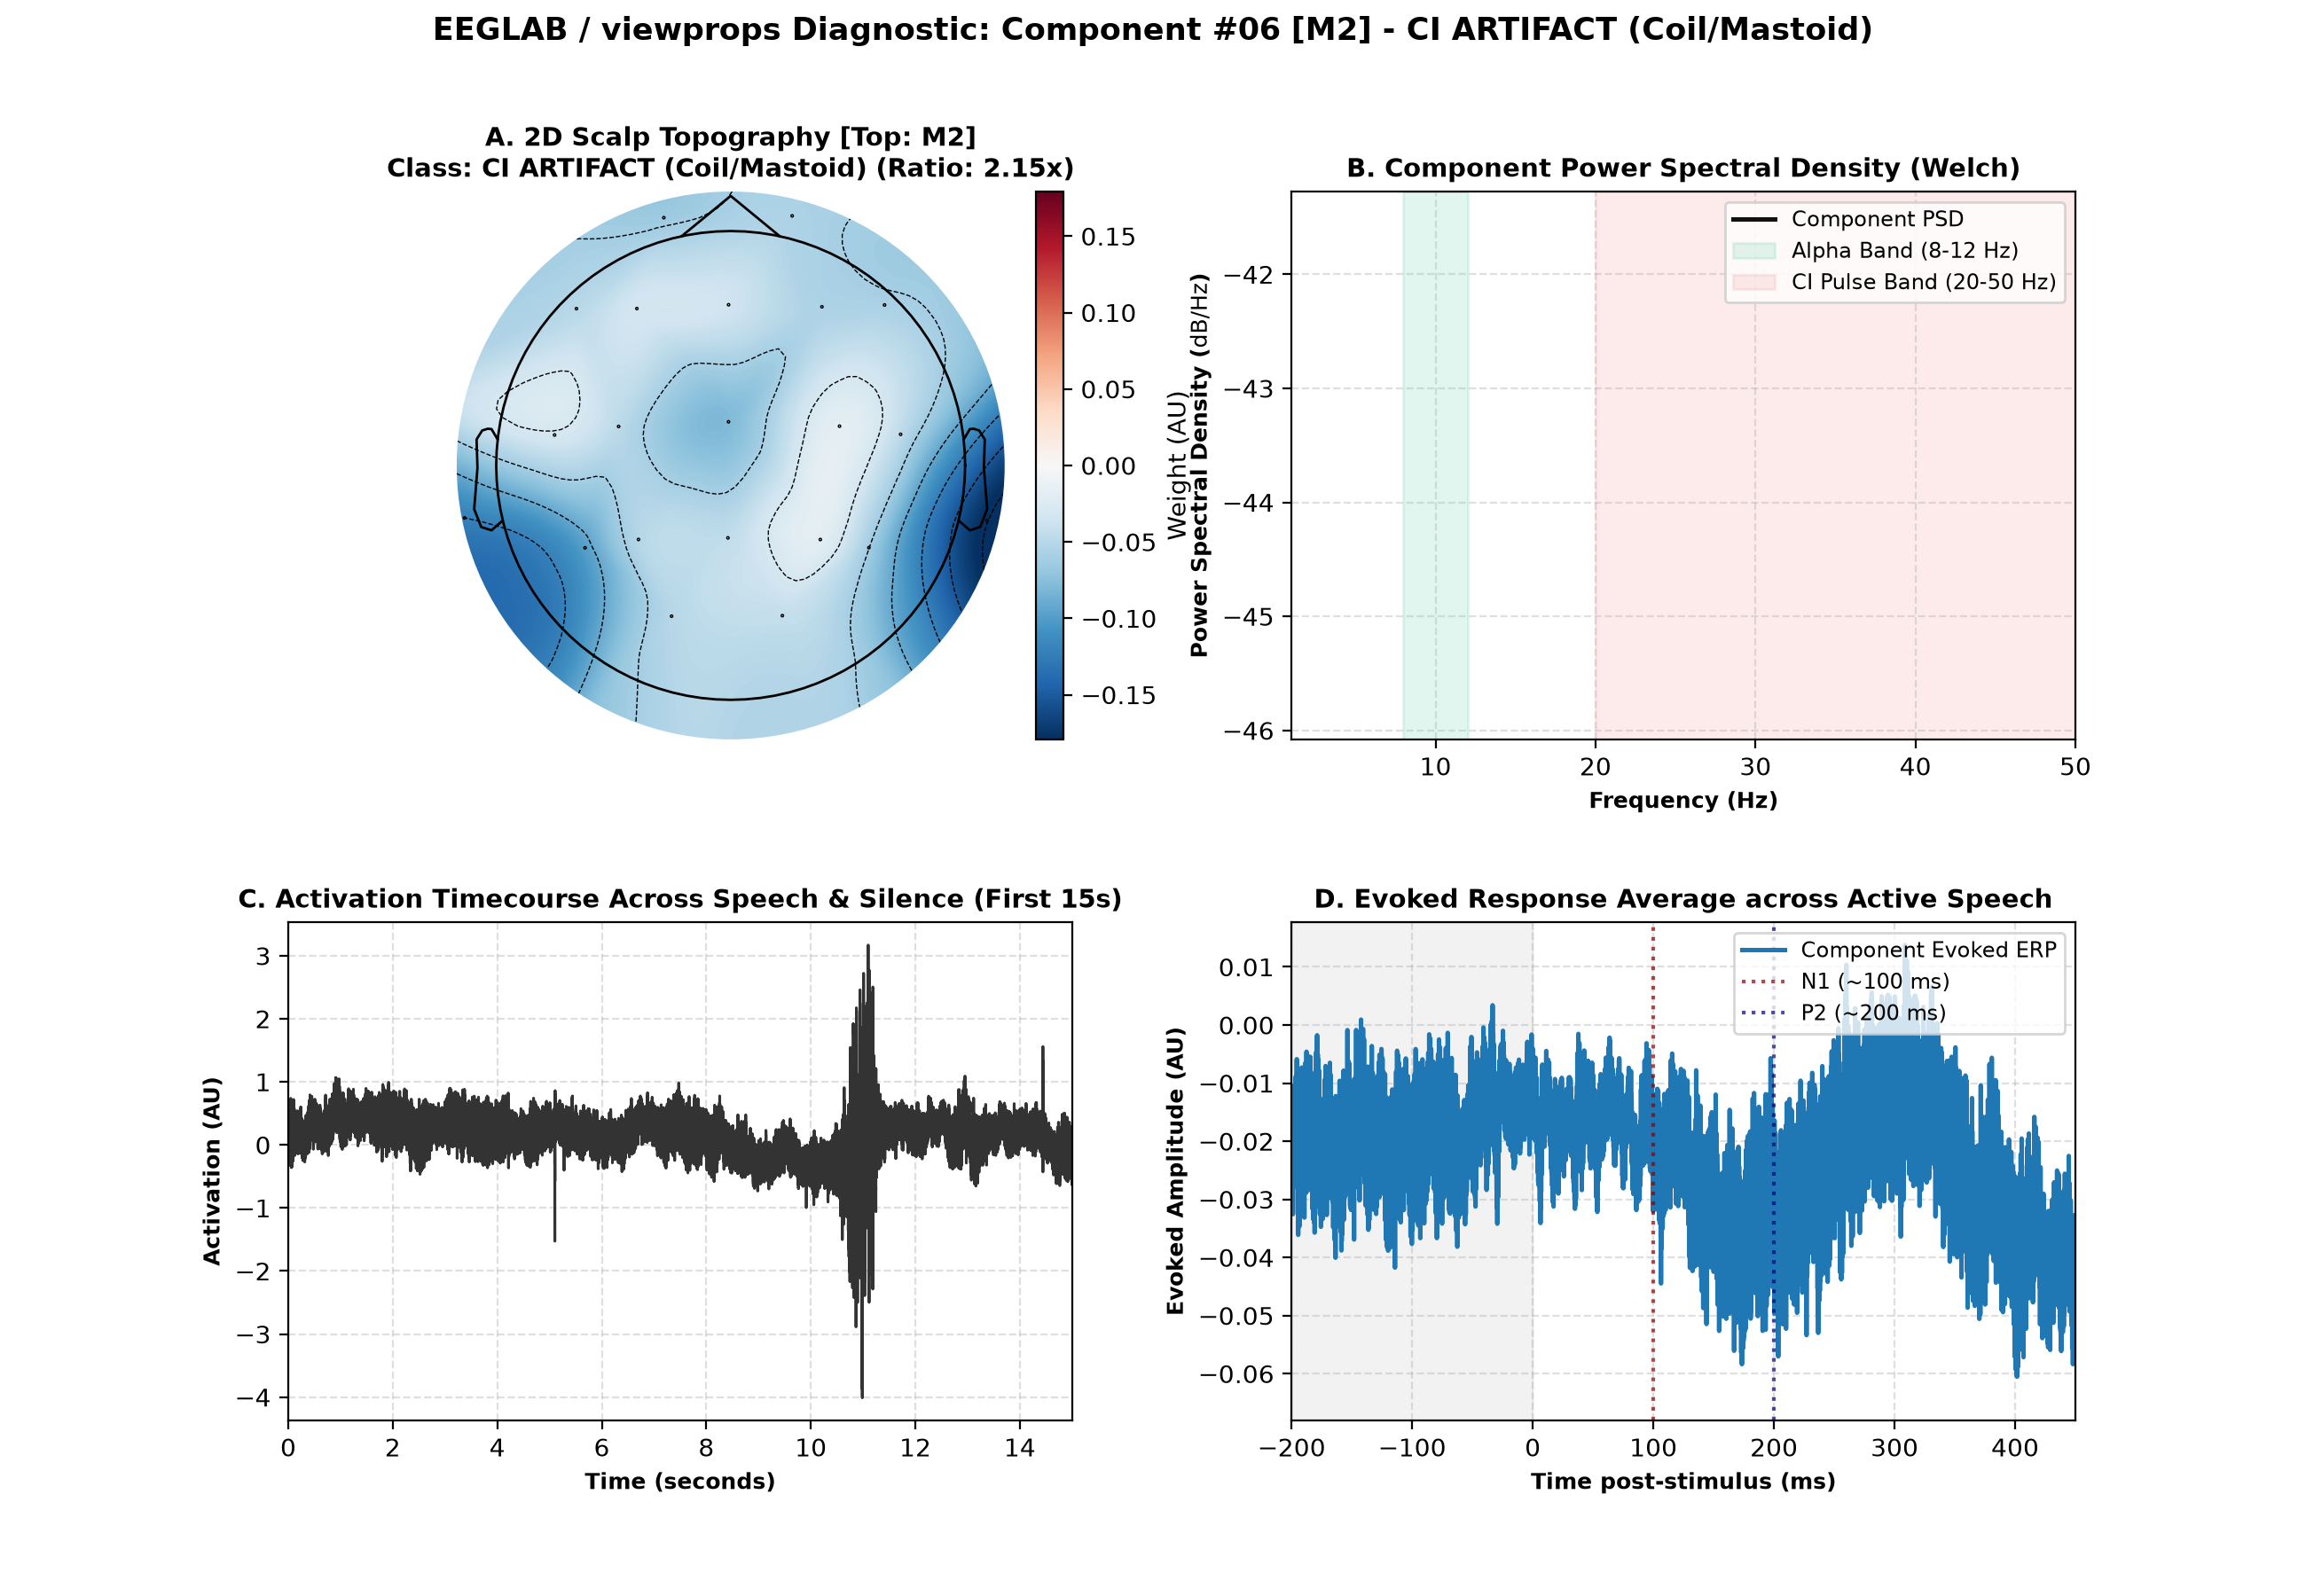 EEGLAB / viewprops Diagnostic: Component #06 [M2] - CI ARTIFACT (Coil/Mastoid)
A. 2D Scalp Topography [Top: M2]
Class: CI ARTIFACT (Coil/Mastoid) (Ratio: 2.15x)
0.15
0.10
0.05
0.00
−0.05
−0.10
−0.15
Weight (AU)
B. Component Power Spectral Density (Welch)
Component PSD
Alpha Band (8-12 Hz)
CI Pulse Band (20-50 Hz)
Power Spectral Density (dB/Hz)
−42
−43
−44
−45
−46
10 20 30 40 50
Frequency (Hz)
C. Activation Timecourse Across Speech & Silence (First 15s)
Activation (AU)
3
2
1
0
−1
−2
−3
−4
0 2 4 6 8 10 12 14
Time (seconds)
D. Evoked Response Average across Active Speech
Component Evoked ERP
N1 (~100 ms)
P2 (~200 ms)
Evoked Amplitude (AU)
0.01
0.00
−0.01
−0.02
−0.03
−0.04
−0.05
−0.06
−200 −100 0 100 200 300 400
Time post-stimulus (ms)